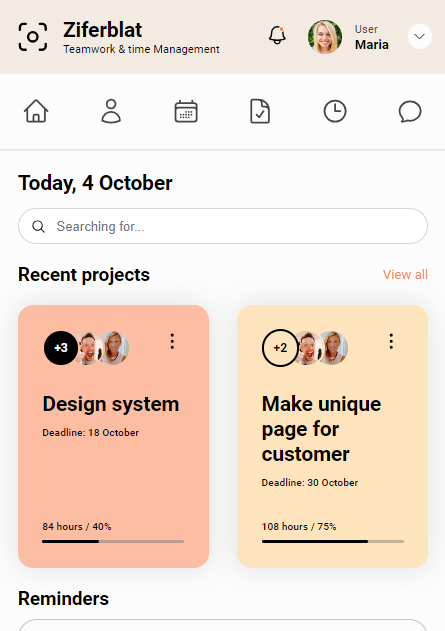 Ziferblat
Teamwork & time Management
User
Maria
Today, 4 October
Searching for...
Recent projects
View all
+3
Design system
Deadline: 18 October
84 hours / 40%
+2
Make unique
page for
customer
Deadline: 30 October
108 hours / 75%
Reminders